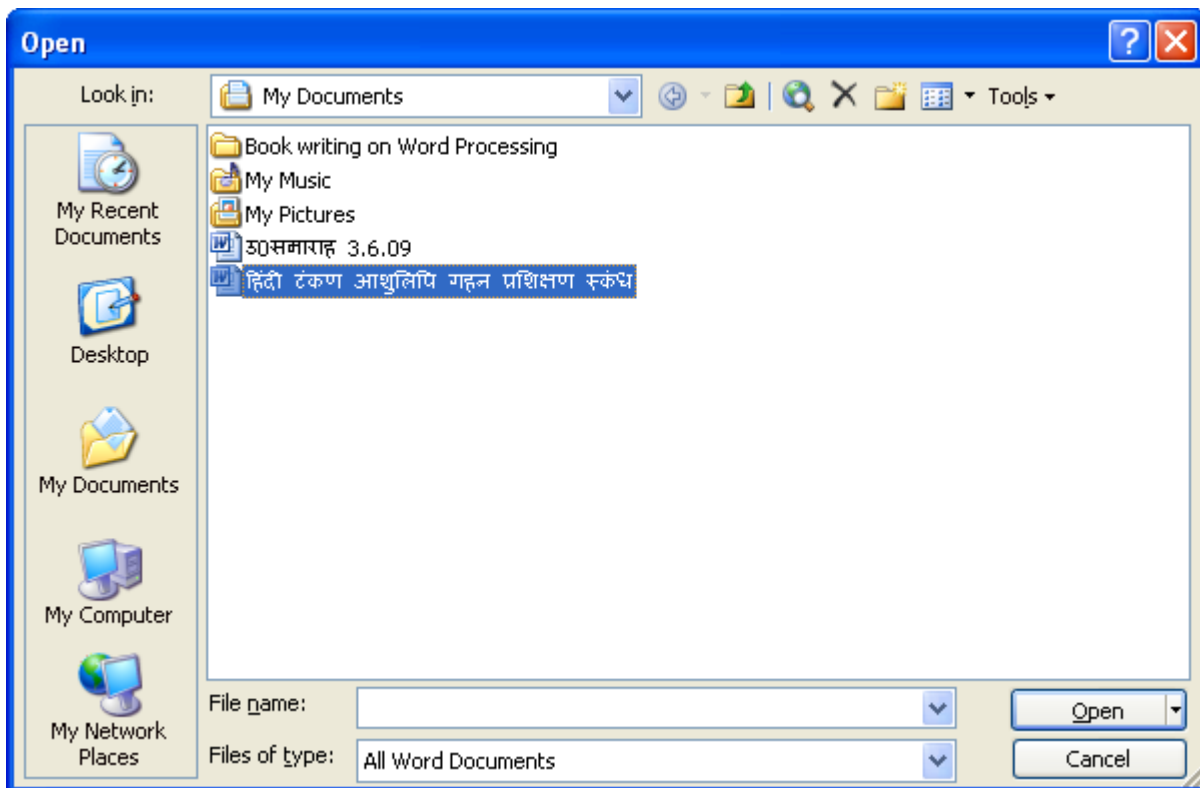 Open
Look in:
My Documents
Tools
My Recent
Documents
Desktop
My Documents
My Computer
My Network
Places
Book writing on Word Processing
My Music
My Pictures
उ0समाराह 3.6.09
हिंदी टंकण आशुलिपि गहन प्रशिक्षण स्कंध
File name:
Open
Files of type:
All Word Documents
Cancel